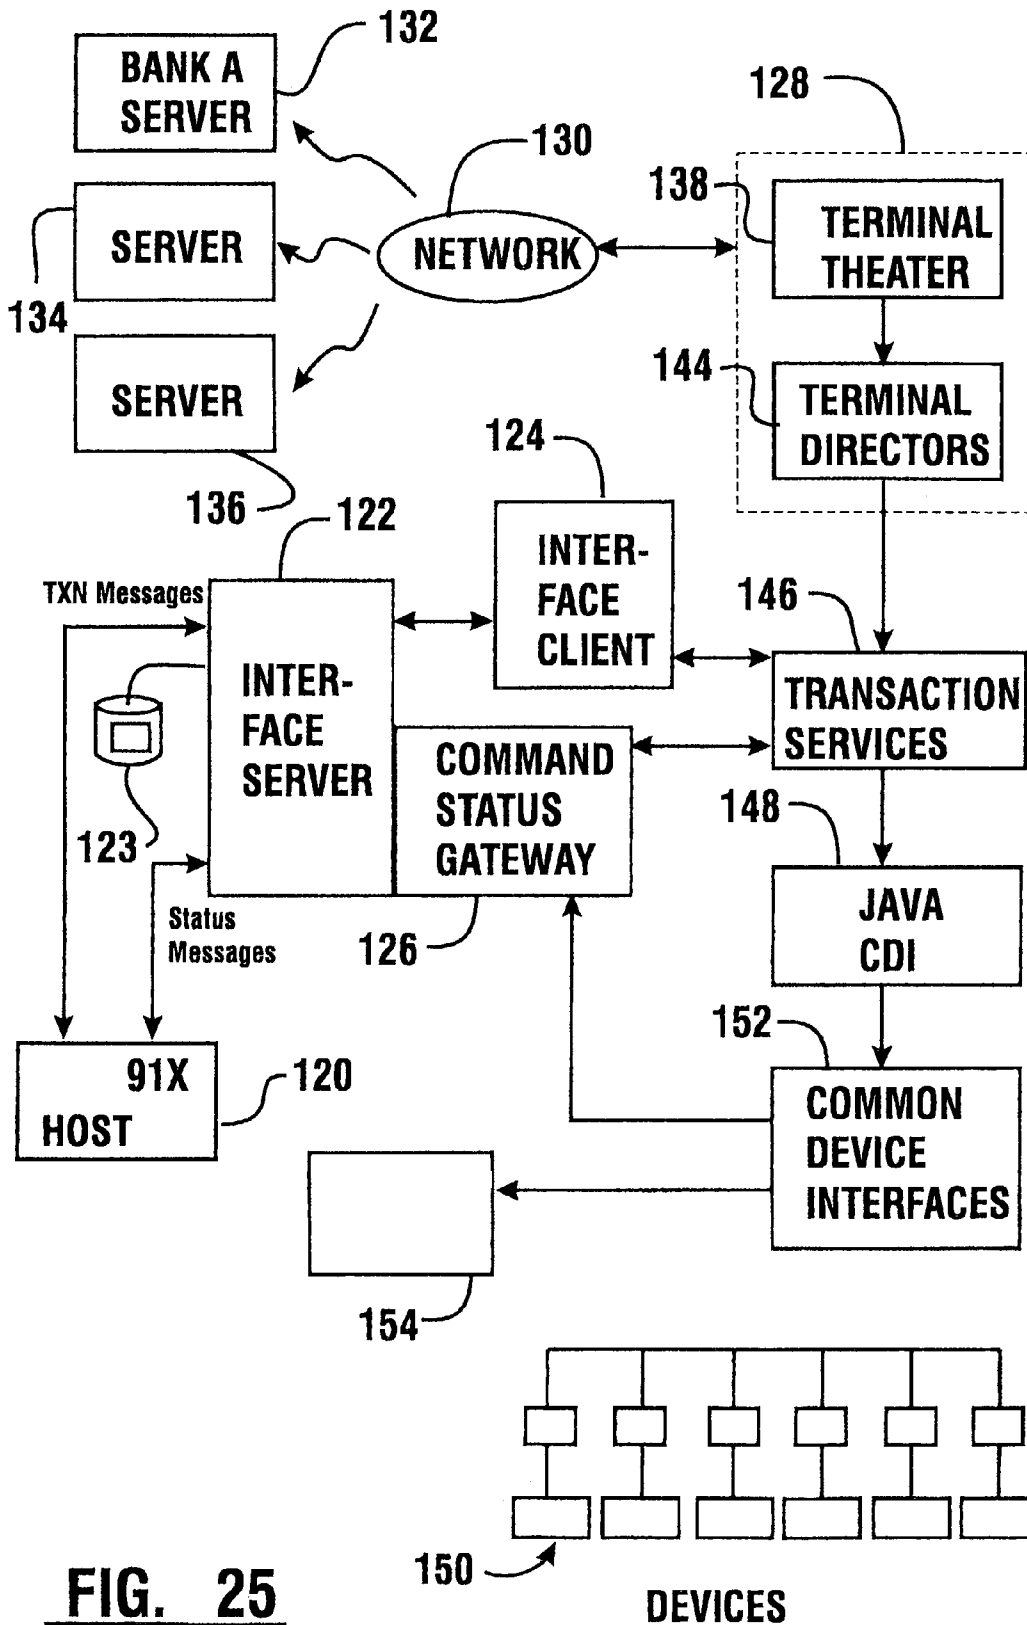 132
BANK A
SERVER
128
130
138
TERMINAL
THEATER
SERVER
NETWORK
134
144
TERMINAL
DIRECTORS
SERVER
124
136
122
INTER-
FACE
CLIENT
TXN Messages
146
INTER-
FACE
SERVER
TRANSACTION
SERVICES
COMMAND
STATUS
GATEWAY
123
148
Status
Messages
126
JAVA
CDI
152
91X
HOST
120
COMMON
DEVICE
INTERFACES
154
150
DEVICES
FIG. 25